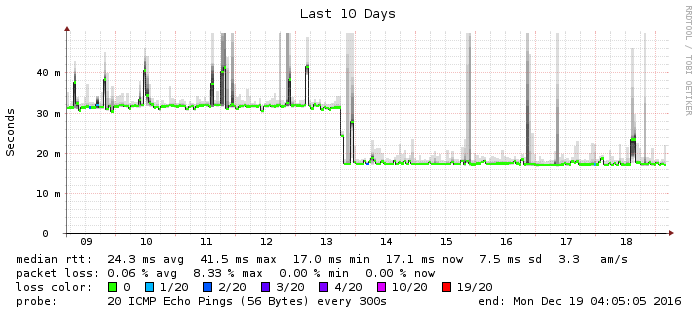 Last 10 Days
RRDTOOL / TOBI OETIKER
Seconds
40 m
30 m
20 m
10 m
0
09 10 11 12 13 14 15 16 17 18
median rtt: 24.3 ms avg 41.5 ms max 17.0 ms min 17.1 ms now 7.5 ms sd 3.3 am/s
packet loss: 0.06 % avg 8.33 % max 0.00 % min 0.00 % now
loss color: 0 1/20 2/20 3/20 4/20 10/20 19/20
probe: 20 ICMP Echo Pings (56 Bytes) every 300s end: Mon Dec 19 04:05:05 2016